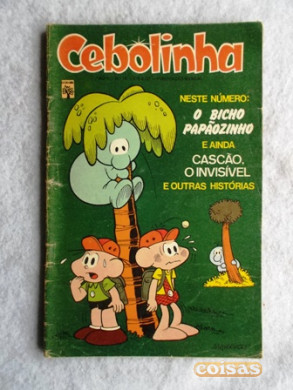 Cebolinha
NESTE NÚMERO:
O BICHO
PAPÃOZINHO
E AINDA
CASCÃO,
O INVISÍVEL
E OUTRAS HISTÓRIAS
COISAS